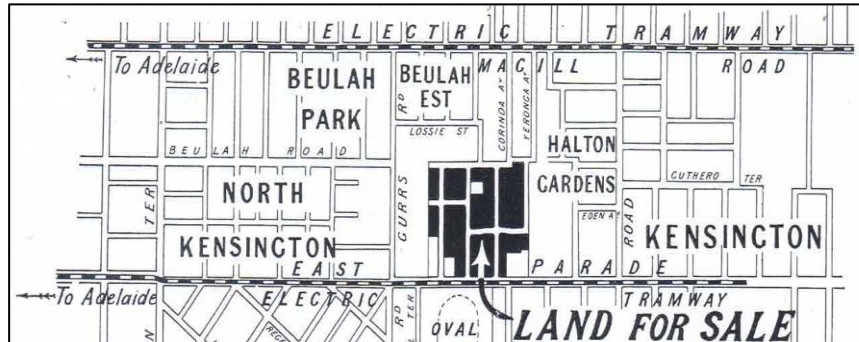 ELECTRIC TRAMWAY
To Adelaide
MAGILL ROAD
BEULAH
PARK
BEULAH
EST
RD
CORINDA AV
YERONGA AV
LOSSIE ST
BEULAH ROAD
HALTON
GARDENS
GUTHERO TER
NORTH
KENSINGTON
TER
GURRS
EDEN AV
ROAD
KENSINGTON
EAST PARADE
To Adelaide
ELECTRIC TRAMWAY
RD
TER
OVAL
LAND FOR SALE